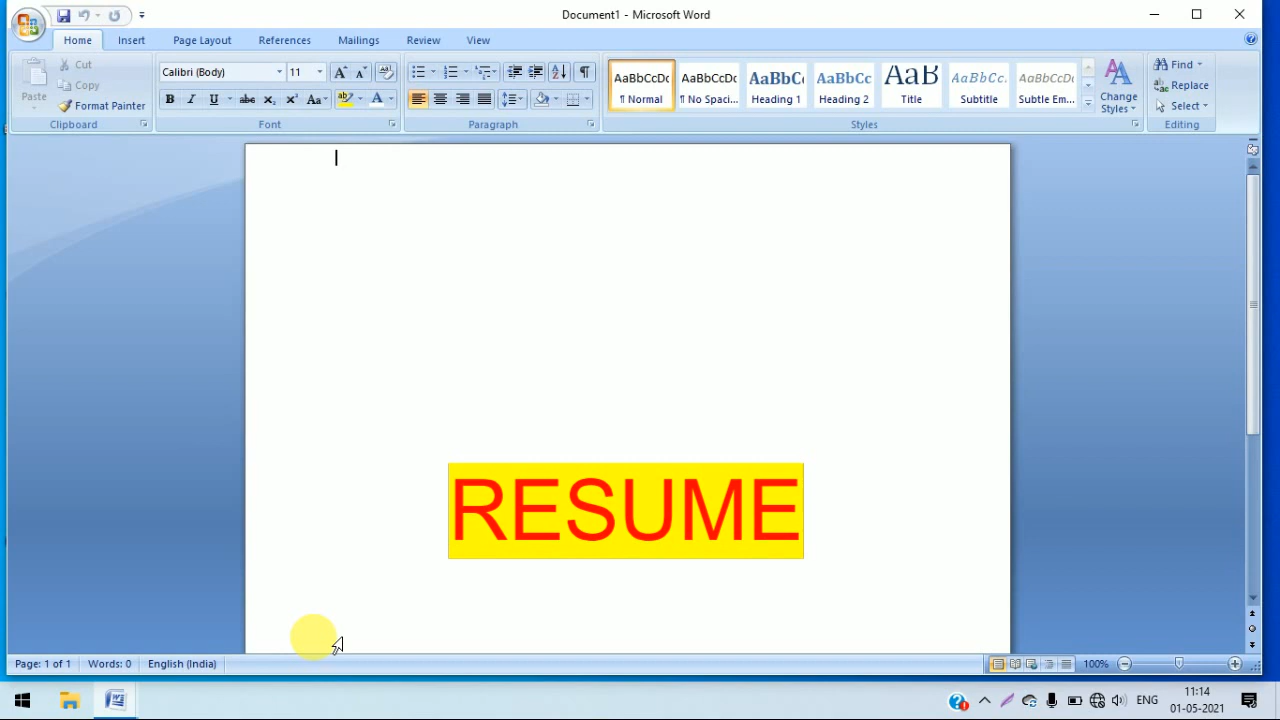 Document1 - Microsoft Word
Home Insert Page Layout References Mailings Review View
Paste
Cut
Copy
Format Painter
Clipboard
Calibri (Body) 11
B I U abc X₂ X² Aa ab A
Font
Paragraph
AaBbCcDc AaBbCcDc AaBbC AaBbCc AaB AaBbCc. AaBbCcDc
¶ Normal ¶ No Spaci... Heading 1 Heading 2 Title Subtitle Subtle Em...
Change Styles
Styles
Find
Replace
Select
Editing
RESUME
Page: 1 of 1 Words: 0 English (India) 100%
ENG 11:14
01-05-2021